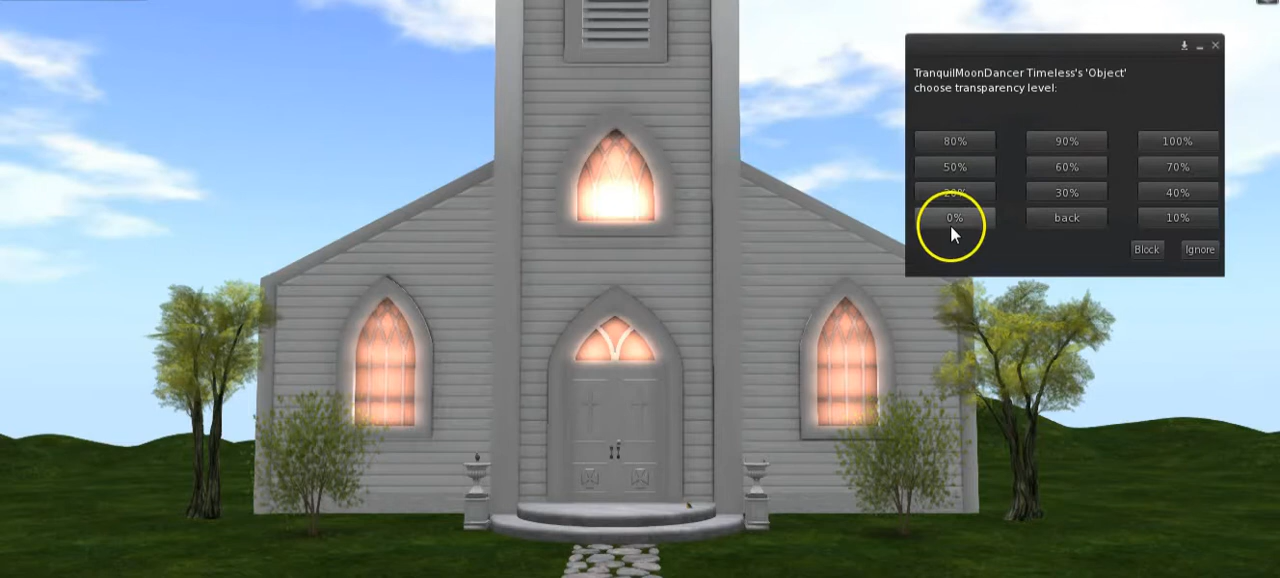 TranquilMoonDancer Timeless's 'Object'
choose transparency level:
80% 90% 100%
50% 60% 70%
20% 30% 40%
0% back 10%
Block Ignore